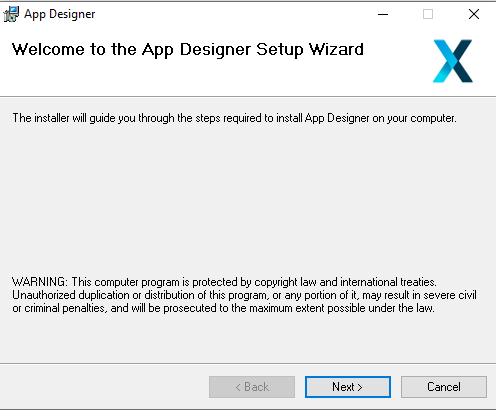 App Designer
Welcome to the App Designer Setup Wizard
The installer will guide you through the steps required to install App Designer on your computer.
WARNING: This computer program is protected by copyright law and international treaties.
Unauthorized duplication or distribution of this program, or any portion of it, may result in severe civil
or criminal penalties, and will be prosecuted to the maximum extent possible under the law.
< Back
Next >
Cancel